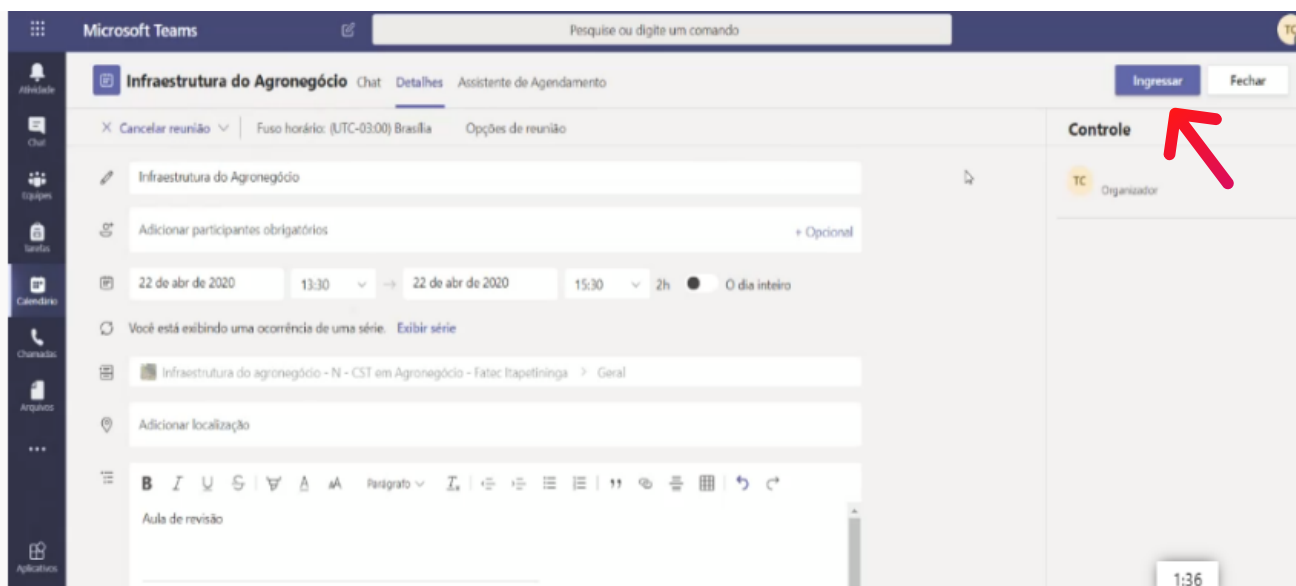 Microsoft Teams
Pesquise ou digite um comando
TC
Atividade
Chat
Equipes
Tarefas
Calendário
Chamadas
Arquivos
Aplicativos
Infraestrutura do Agronegócio Chat Detalhes Assistente de Agendamento
Ingressar Fechar
Cancelar reunião Fuso horário: (UTC-03:00) Brasília Opções de reunião
Infraestrutura do Agronegócio
Adicionar participantes obrigatórios + Opcional
22 de abr de 2020 13:30 → 22 de abr de 2020 15:30 2h O dia inteiro
Você está exibindo uma ocorrência de uma série. Exibir série
Infraestrutura do agronegócio - N - CST em Agronegócio - Fatec Itapetininga > Geral
Adicionar localização
B I U S A AA Parágrafo
Aula de revisão
Controle
TC
Organizador
1:36